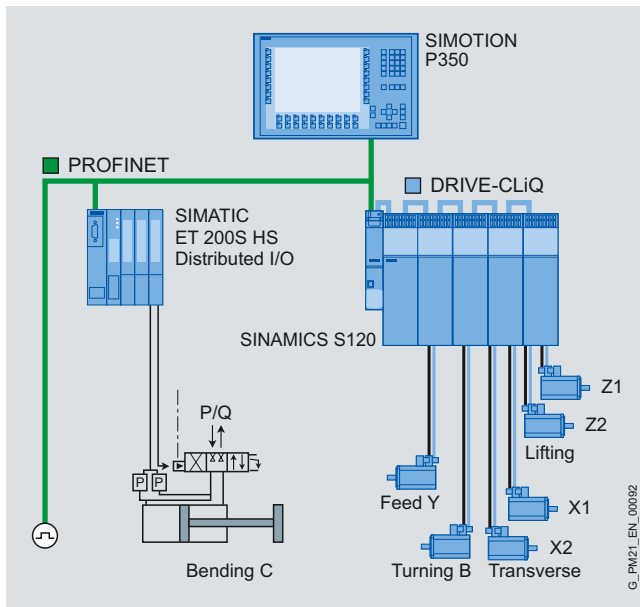 SIMOTION
P350
PROFINET
DRIVE-CLiQ
SIMATIC
ET 200S HS
Distributed I/O
SINAMICS S120
P/Q
P
P
Bending C
Z1
Z2
Lifting
Feed Y
X1
X2
Turning B
Transverse
G_PM21_EN_00092